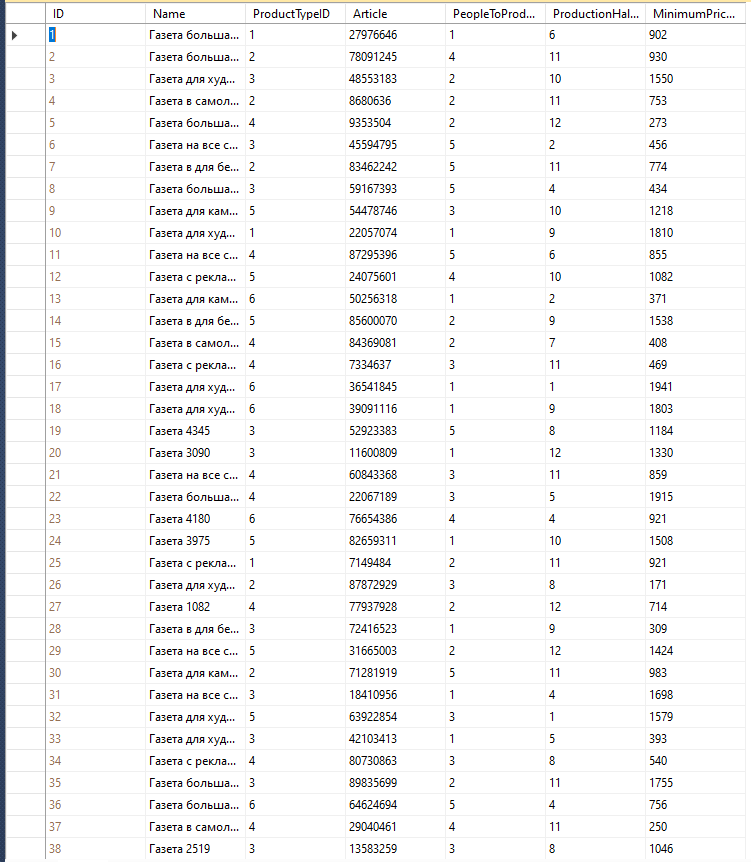 ID Name ProductTypeID Article PeopleToProd... ProductionHal... MinimumPric...
1 Газета больша... 1 27976646 1 6 902
2 Газета больша... 2 78091245 4 11 930
3 Газета для худ... 3 48553183 2 10 1550
4 Газета в самол... 2 8680636 2 11 753
5 Газета больша... 4 9353504 2 12 273
6 Газета на все с... 3 45594795 5 2 456
7 Газета в для бе... 2 83462242 5 11 774
8 Газета больша... 3 59167393 5 4 434
9 Газета для кам... 5 54478746 3 10 1218
10 Газета для худ... 1 22057074 1 9 1810
11 Газета на все с... 4 87295396 5 6 855
12 Газета с рекла... 5 24075601 4 10 1082
13 Газета для кам... 6 50256318 1 2 371
14 Газета в для бе... 5 85600070 2 9 1538
15 Газета в самол... 4 84369081 2 7 408
16 Газета с рекла... 4 7334637 3 11 469
17 Газета для худ... 6 36541845 1 1 1941
18 Газета для худ... 6 39091116 1 9 1803
19 Газета 4345 3 52923383 5 8 1184
20 Газета 3090 3 11600809 1 12 1330
21 Газета на все с... 4 60843368 3 11 859
22 Газета больша... 4 22067189 3 5 1915
23 Газета 4180 6 76654386 4 4 921
24 Газета 3975 5 82659311 1 10 1508
25 Газета с рекла... 1 7149484 2 11 921
26 Газета для худ... 2 87872929 3 8 171
27 Газета 1082 4 77937928 2 12 714
28 Газета в для бе... 3 72416523 1 9 309
29 Газета на все с... 5 31665003 2 12 1424
30 Газета для кам... 2 71281919 5 11 983
31 Газета на все с... 3 18410956 1 4 1698
32 Газета для худ... 5 63922854 3 1 1579
33 Газета для худ... 3 42103413 1 5 393
34 Газета с рекла... 4 80730863 3 8 540
35 Газета больша... 3 89835699 2 11 1755
36 Газета больша... 6 64624694 5 4 756
37 Газета в самол... 4 29040461 4 11 250
38 Газета 2519 3 13583259 3 8 1046